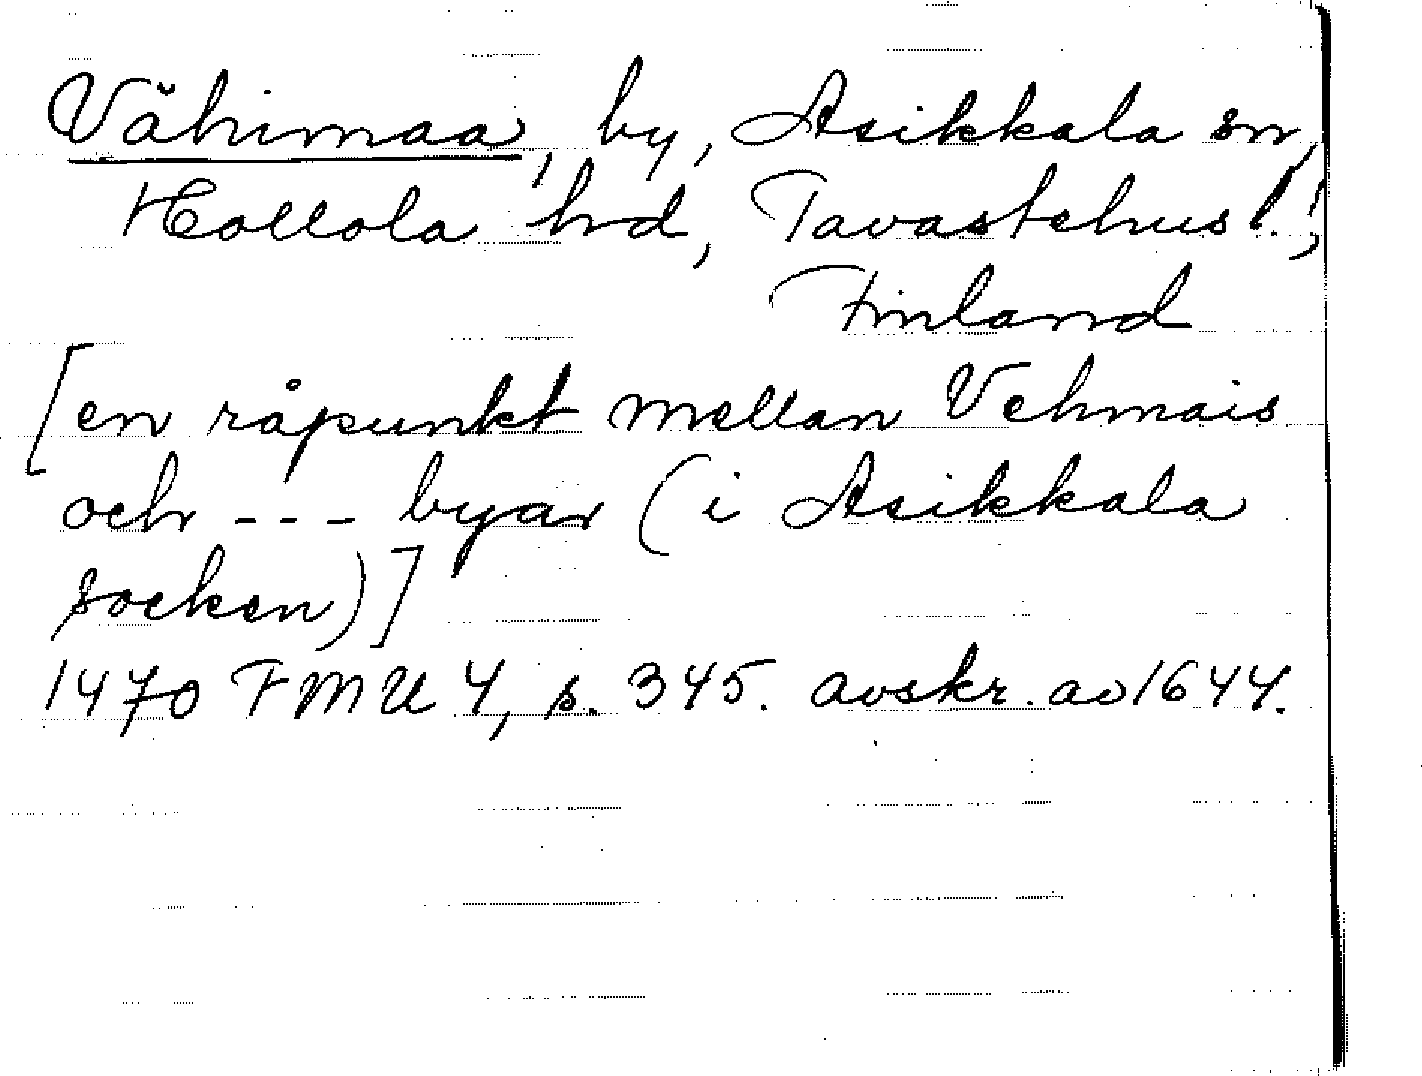 Vähimaa, by, Asikkala sn,
Hollola hd, Tavastehus l.,
Finland
[en råpunkt mellan Vehmais
och --- byar (i Asikkala
socken)]
1470 FMU 4, s. 345. avskr. av 1644.